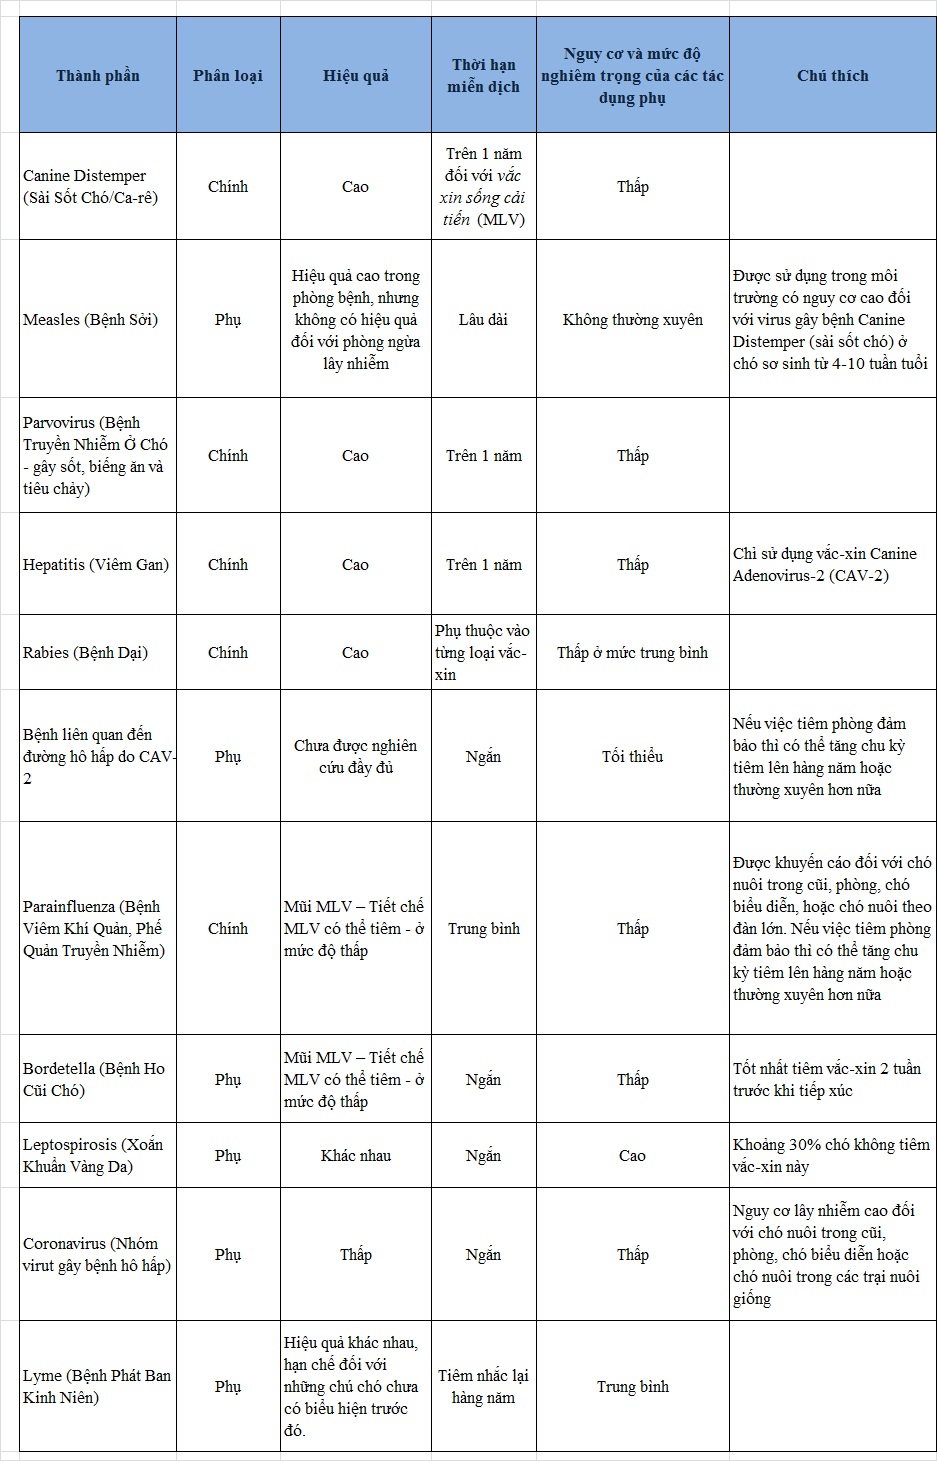 Thành phần
Phân loại
Hiệu quả
Thời hạn
miễn dịch
Nguy cơ và mức độ
nghiêm trọng của các tác
dụng phụ
Chú thích
Canine Distemper
(Sài Sốt Chó/Ca-rê)
Chính
Cao
Trên 1 năm
đối với vắc
xin sống cải
tiến (MLV)
Thấp
Measles (Bệnh Sởi)
Phụ
Hiệu quả cao trong
phòng bệnh, nhưng
không có hiệu quả
đối với phòng ngừa
lây nhiễm
Lâu dài
Không thường xuyên
Được sử dụng trong môi
trường có nguy cơ cao đối
với virus gây bệnh Canine
Distemper (sài sốt chó) ở
chó sơ sinh từ 4-10 tuần tuổi
Parvovirus (Bệnh
Truyền Nhiễm Ở Chó
- gây sốt, biếng ăn và
tiêu chảy)
Chính
Cao
Trên 1 năm
Thấp
Hepatitis (Viêm Gan)
Chính
Cao
Trên 1 năm
Thấp
Chỉ sử dụng vắc-xin Canine
Adenovirus-2 (CAV-2)
Rabies (Bệnh Dại)
Chính
Cao
Phụ thuộc vào
từng loại vắc-
xin
Thấp ở mức trung bình
Bệnh liên quan đến
đường hô hấp do CAV-
2
Phụ
Chưa được nghiên
cứu đầy đủ
Ngắn
Tối thiểu
Nếu việc tiêm phòng đảm
bảo thì có thể tăng chu kỳ
tiêm lên hàng năm hoặc
thường xuyên hơn nữa
Parainfluenza (Bệnh
Viêm Khí Quản, Phế
Quản Truyền Nhiễm)
Chính
Mũi MLV – Tiết chế
MLV có thể tiêm - ở
mức độ thấp
Trung bình
Thấp
Được khuyến cáo đối với chó
nuôi trong cũi, phòng, chó
biểu diễn, hoặc chó nuôi theo
đàn lớn. Nếu việc tiêm phòng
đảm bảo thì có thể tăng chu
kỳ tiêm lên hàng năm hoặc
thường xuyên hơn nữa
Bordetella (Bệnh Ho
Cũi Chó)
Phụ
Mũi MLV – Tiết chế
MLV có thể tiêm - ở
mức độ thấp
Ngắn
Thấp
Tốt nhất tiêm vắc-xin 2 tuần
trước khi tiếp xúc
Leptospirosis (Xoắn
Khuẩn Vàng Da)
Phụ
Khác nhau
Ngắn
Cao
Khoảng 30% chó không tiêm
vắc-xin này
Coronavirus (Nhóm
virut gây bệnh hô hấp)
Phụ
Thấp
Ngắn
Thấp
Nguy cơ lây nhiễm cao đối
với chó nuôi trong cũi,
phòng, chó biểu diễn hoặc
chó nuôi trong các trại nuôi
giống
Lyme (Bệnh Phát Ban
Kinh Niên)
Phụ
Hiệu quả khác nhau,
hạn chế đối với
những chú chó chưa
có biểu hiện trước
đó.
Tiêm nhắc lại
hàng năm
Trung bình